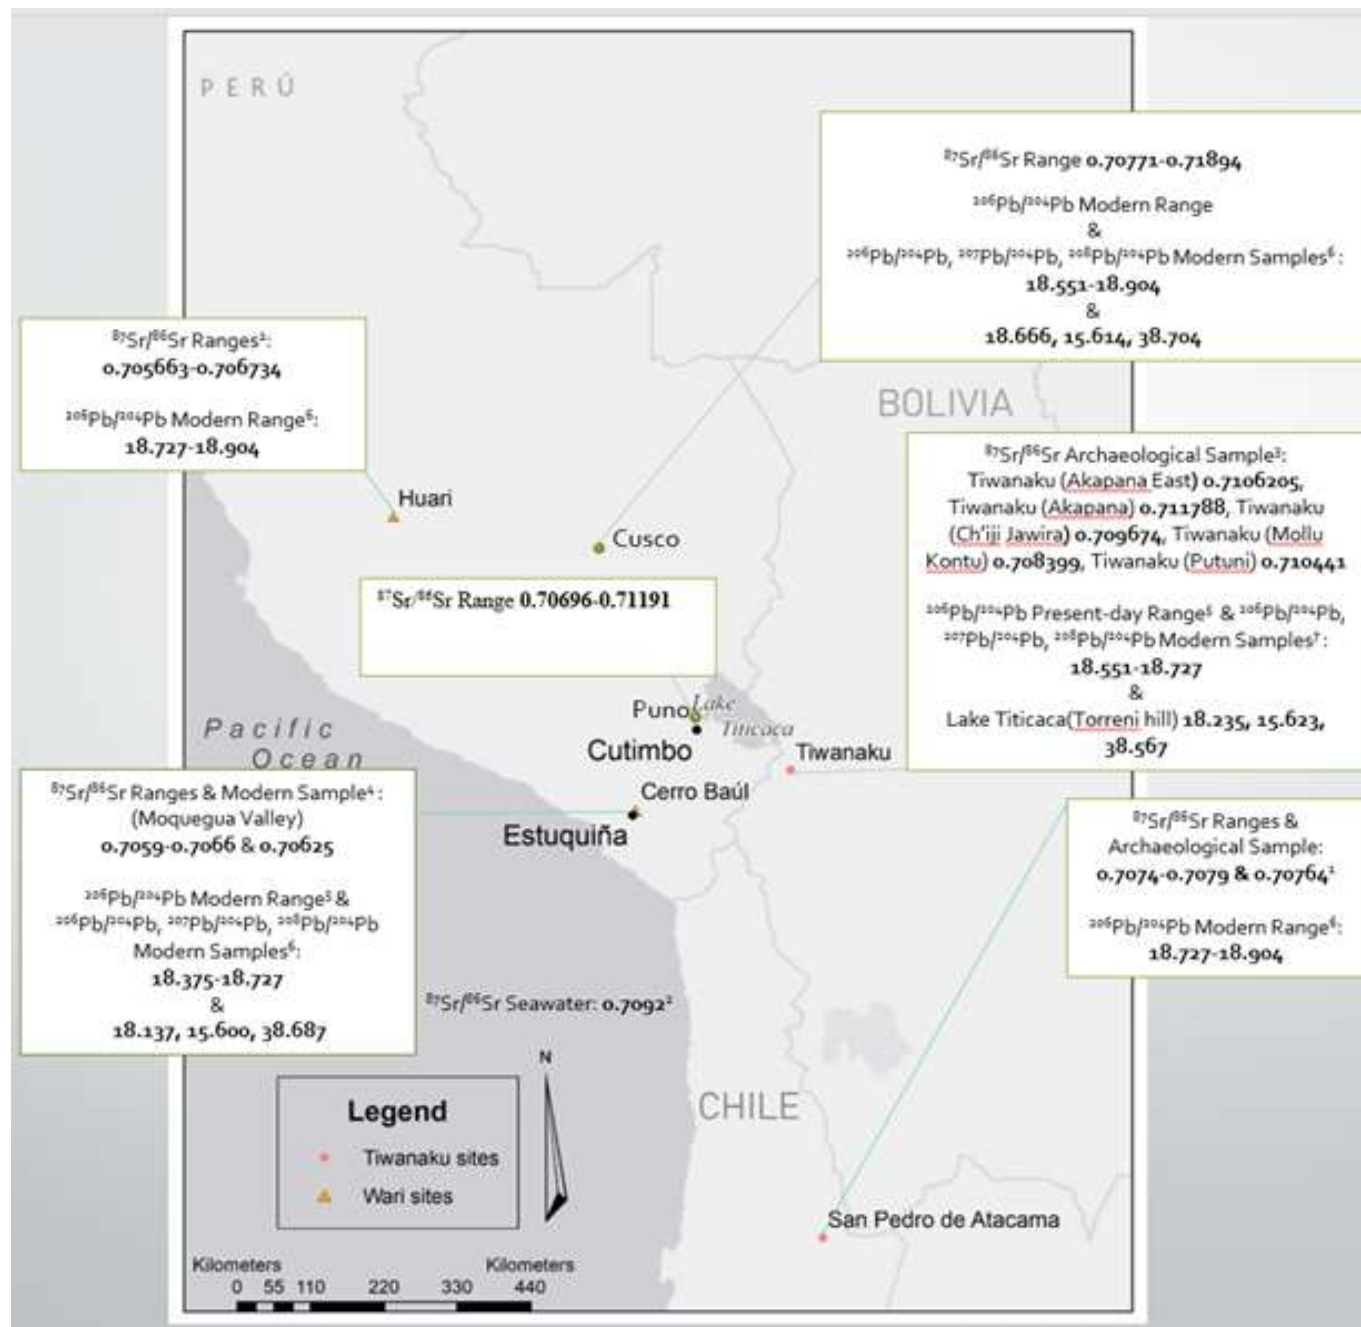 PERÚ
⁸⁷Sr/⁸⁶Sr Range 0.70771-0.71894
²⁰⁶Pb/²⁰⁴Pb Modern Range
&
²⁰⁶Pb/²⁰⁴Pb, ²⁰⁷Pb/²⁰⁴Pb, ²⁰⁸Pb/²⁰⁴Pb Modern Samples⁶:
18.551-18.904
&
18.666, 15.614, 38.704
⁸⁷Sr/⁸⁶Sr Ranges²:
0.705663-0.706734
²⁰⁶Pb/²⁰⁴Pb Modern Range⁶:
18.727-18.904
BOLIVIA
⁸⁷Sr/⁸⁶Sr Archaeological Sample³:
Tiwanaku (Akapana East) 0.7106205,
Tiwanaku (Akapana) 0.711788, Tiwanaku
(Ch'iji Jawira) 0.709674, Tiwanaku (Mollu
Kontu) 0.708399, Tiwanaku (Putuni) 0.710441
²⁰⁶Pb/²⁰⁴Pb Present-day Range⁵ & ²⁰⁶Pb/²⁰⁴Pb,
²⁰⁷Pb/²⁰⁴Pb, ²⁰⁸Pb/²⁰⁴Pb Modern Samples⁷:
18.551-18.727
&
Lake Titicaca(Torreni hill) 18.235, 15.623,
38.567
Huari
Cusco
⁸⁷Sr/⁸⁶Sr Range 0.70696-0.71191
Puno
Lake
Titicaca
Cutimbo
Tiwanaku
Pacific
Ocean
Cerro Baúl
Estuquiña
⁸⁷Sr/⁸⁶Sr Ranges & Modern Sample⁴:
(Moquegua Valley)
0.7059-0.7066 & 0.70625
²⁰⁶Pb/²⁰⁴Pb Modern Range⁵ &
²⁰⁶Pb/²⁰⁴Pb, ²⁰⁷Pb/²⁰⁴Pb, ²⁰⁸Pb/²⁰⁴Pb
Modern Samples⁶:
18.375-18.727
&
18.137, 15.600, 38.687
⁸⁷Sr/⁸⁶Sr Ranges &
Archaeological Sample:
0.7074-0.7079 & 0.70764¹
²⁰⁶Pb/²⁰⁴Pb Modern Range⁶:
18.727-18.904
⁸⁷Sr/⁸⁶Sr Seawater: 0.7092²
N
CHILE
Legend
Tiwanaku sites
Wari sites
San Pedro de Atacama
Kilometers Kilometers
0 55 110 220 330 440